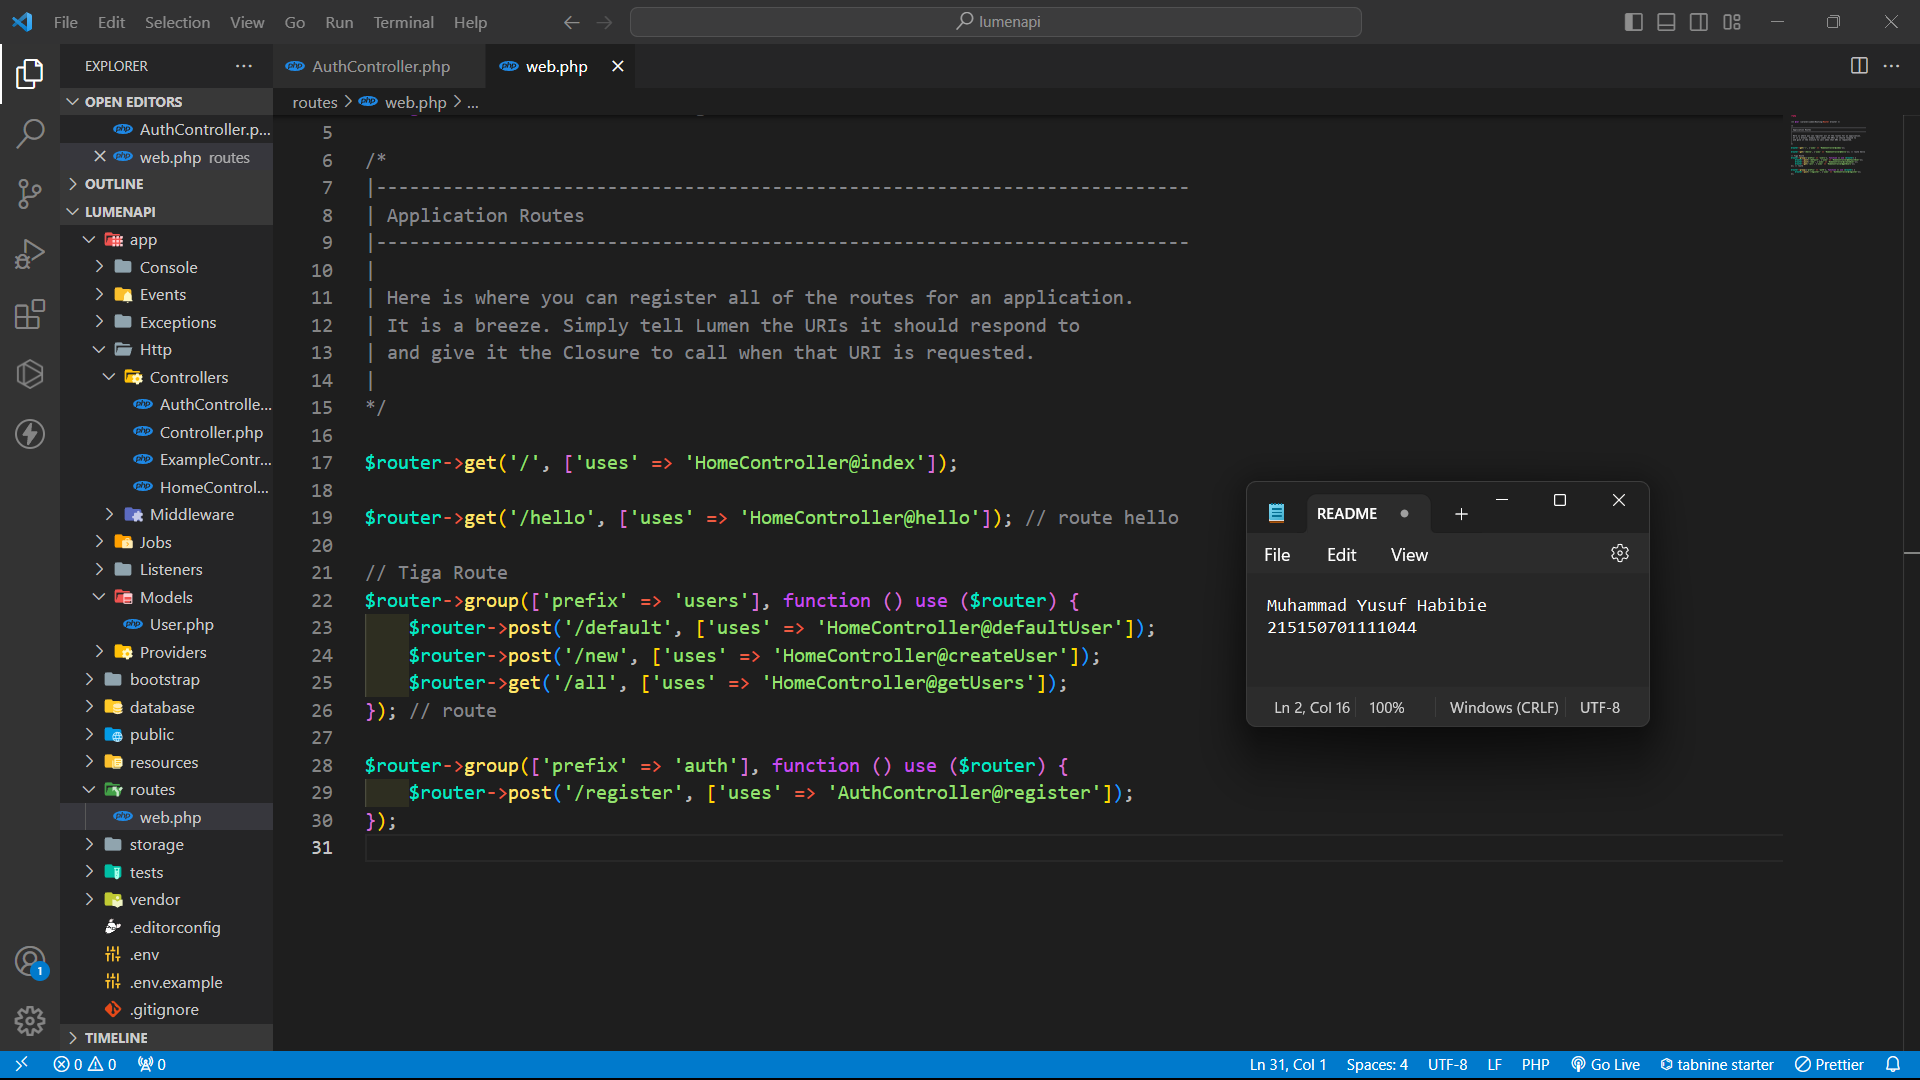 File Edit Selection View Go Run Terminal Help
lumenapi
EXPLORER
AuthController.php
web.php
routes > web.php > ...
OPEN EDITORS
AuthController.p...
web.php routes
OUTLINE
LUMENAPI
app
Console
Events
Exceptions
Http
Controllers
AuthControlle...
Controller.php
ExampleContr...
HomeControl...
Middleware
Jobs
Listeners
Models
User.php
Providers
bootstrap
database
public
resources
routes
web.php
storage
tests
vendor
.editorconfig
.env
.env.example
.gitignore
TIMELINE
5
6 /*
7 |--------------------------------------------------------------------------
8 | Application Routes
9 |--------------------------------------------------------------------------
10 |
11 | Here is where you can register all of the routes for an application.
12 | It is a breeze. Simply tell Lumen the URIs it should respond to
13 | and give it the Closure to call when that URI is requested.
14 |
15 */
16
17 $router->get('/', ['uses' => 'HomeController@index']);
18
19 $router->get('/hello', ['uses' => 'HomeController@hello']); // route hello
20
21 // Tiga Route
22 $router->group(['prefix' => 'users'], function () use ($router) {
23 $router->post('/default', ['uses' => 'HomeController@defaultUser']);
24 $router->post('/new', ['uses' => 'HomeController@createUser']);
25 $router->get('/all', ['uses' => 'HomeController@getUsers']);
26 }); // route
27
28 $router->group(['prefix' => 'auth'], function () use ($router) {
29 $router->post('/register', ['uses' => 'AuthController@register']);
30 });
31
README
File Edit View
Muhammad Yusuf Habibie
215150701111044
Ln 2, Col 16 100% Windows (CRLF) UTF-8
1
0 0 0
Ln 31, Col 1 Spaces: 4 UTF-8 LF PHP Go Live tabnine starter Prettier